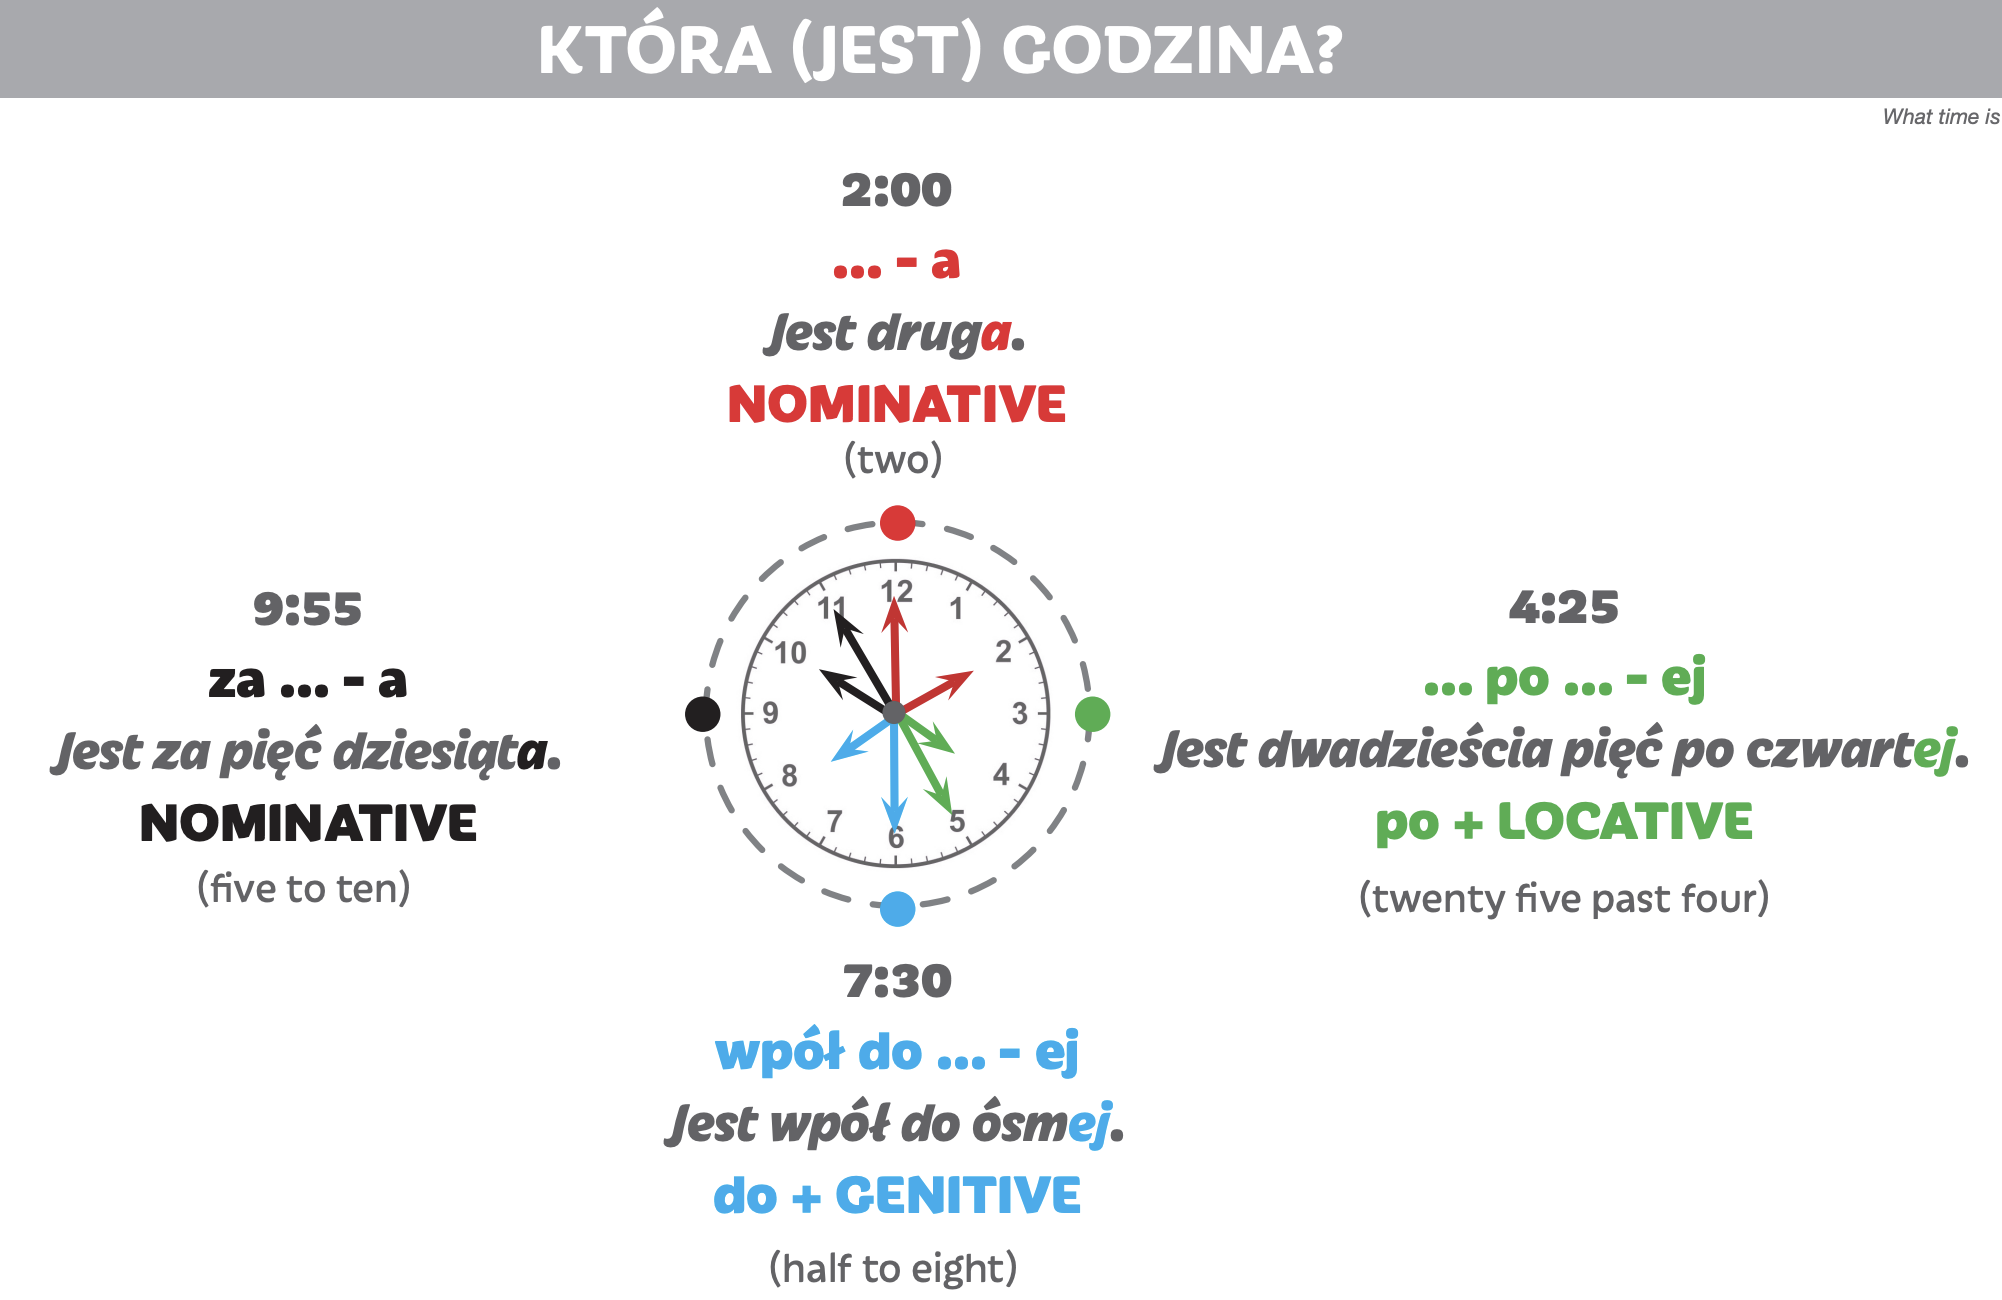 KTÓRA (JEST) GODZINA?
What time is
2:00
... - a
Jest druga.
NOMINATIVE
(two)
9:55
za ... - a
Jest za pięć dziesiąta.
NOMINATIVE
(five to ten)
12
1
2
3
4
5
6
7
8
9
10
11
4:25
... po ... - ej
Jest dwadzieścia pięć po czwartej.
po + LOCATIVE
(twenty five past four)
7:30
wpół do ... - ej
Jest wpół do ósmej.
do + GENITIVE
(half to eight)